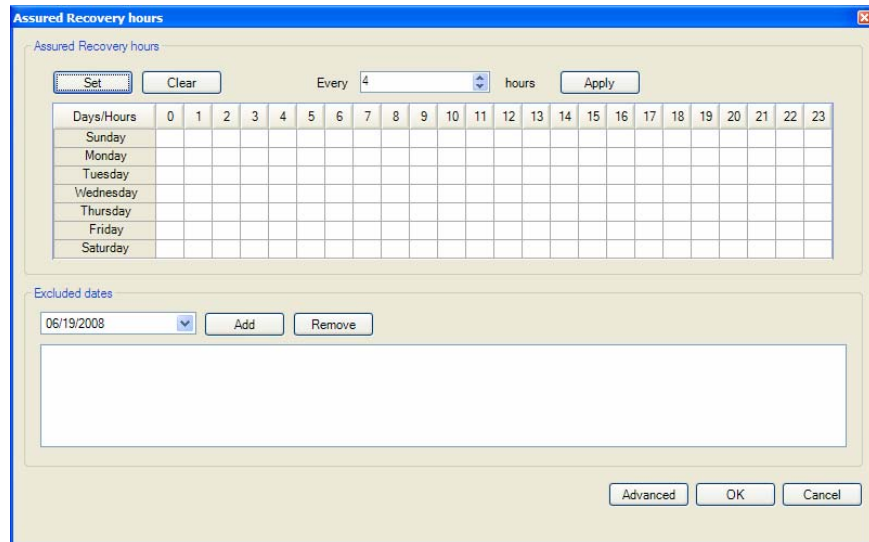 Assured Recovery hours
Assured Recovery hours
Set Clear Every 4 hours Apply
Days/Hours 0 1 2 3 4 5 6 7 8 9 10 11 12 13 14 15 16 17 18 19 20 21 22 23
Sunday
Monday
Tuesday
Wednesday
Thursday
Friday
Saturday
Excluded dates
06/19/2008 Add Remove
Advanced OK Cancel